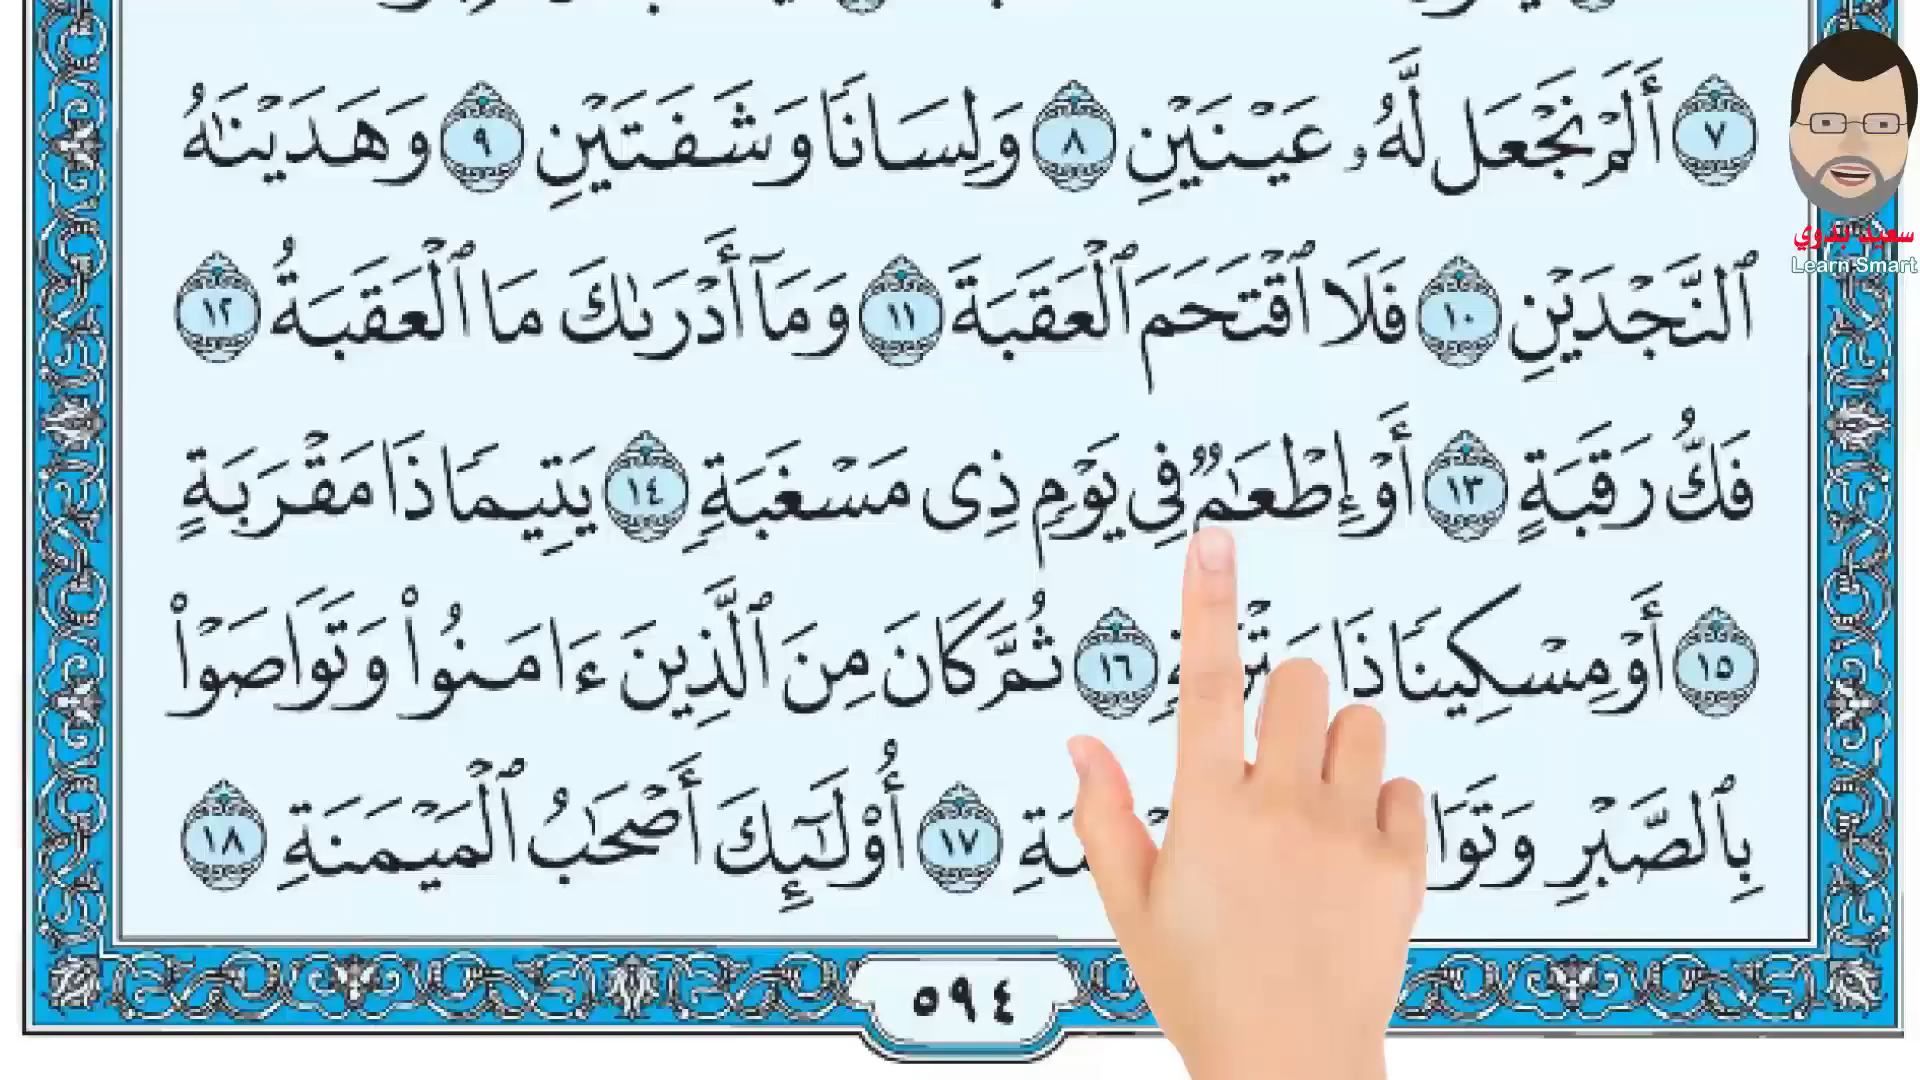 ٧ أَلَمْ نَجْعَل لَّهُۥ عَيْنَيْنِ ٨ وَلِسَانًا وَشَفَتَيْنِ ٩ وَهَدَيْنَٰهُ
ٱلنَّجْدَيْنِ ١٠ فَلَا ٱقْتَحَمَ ٱلْعَقَبَةَ ١١ وَمَآ أَدْرَىٰكَ مَا ٱلْعَقَبَةُ ١٢
فَكُّ رَقَبَةٍ ١٣ أَوْ إِطْعَٰمٌ فِى يَوْمٍ ذِى مَسْغَبَةٍ ١٤ يَتِيمًا ذَا مَقْرَبَةٍ
١٥ أَوْ مِسْكِينًا ذَا ١٦ ثُمَّ كَانَ مِنَ ٱلَّذِينَ ءَامَنُوا۟ وَتَوَاصَوْا۟
بِٱلصَّبْرِ ١٧ أُو۟لَٰٓئِكَ أَصْحَٰبُ ٱلْمَيْمَنَةِ ١٨
٥٩٤
سعيد بدوي
Learn Smart